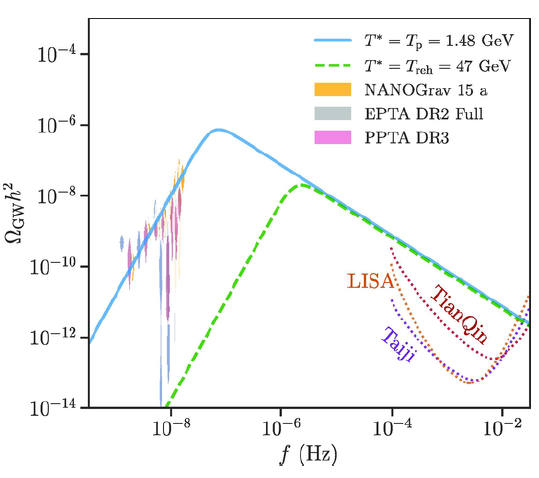 T* = Tp = 1.48 GeV
T* = Treh = 47 GeV
NANOGrav 15 a
EPTA DR2 Full
PPTA DR3
ΩGWh²
10⁻⁴
10⁻⁶
10⁻⁸
10⁻¹⁰
10⁻¹²
10⁻¹⁴
LISA
TianQin
Taiji
10⁻⁸
10⁻⁶
10⁻⁴
10⁻²
f (Hz)